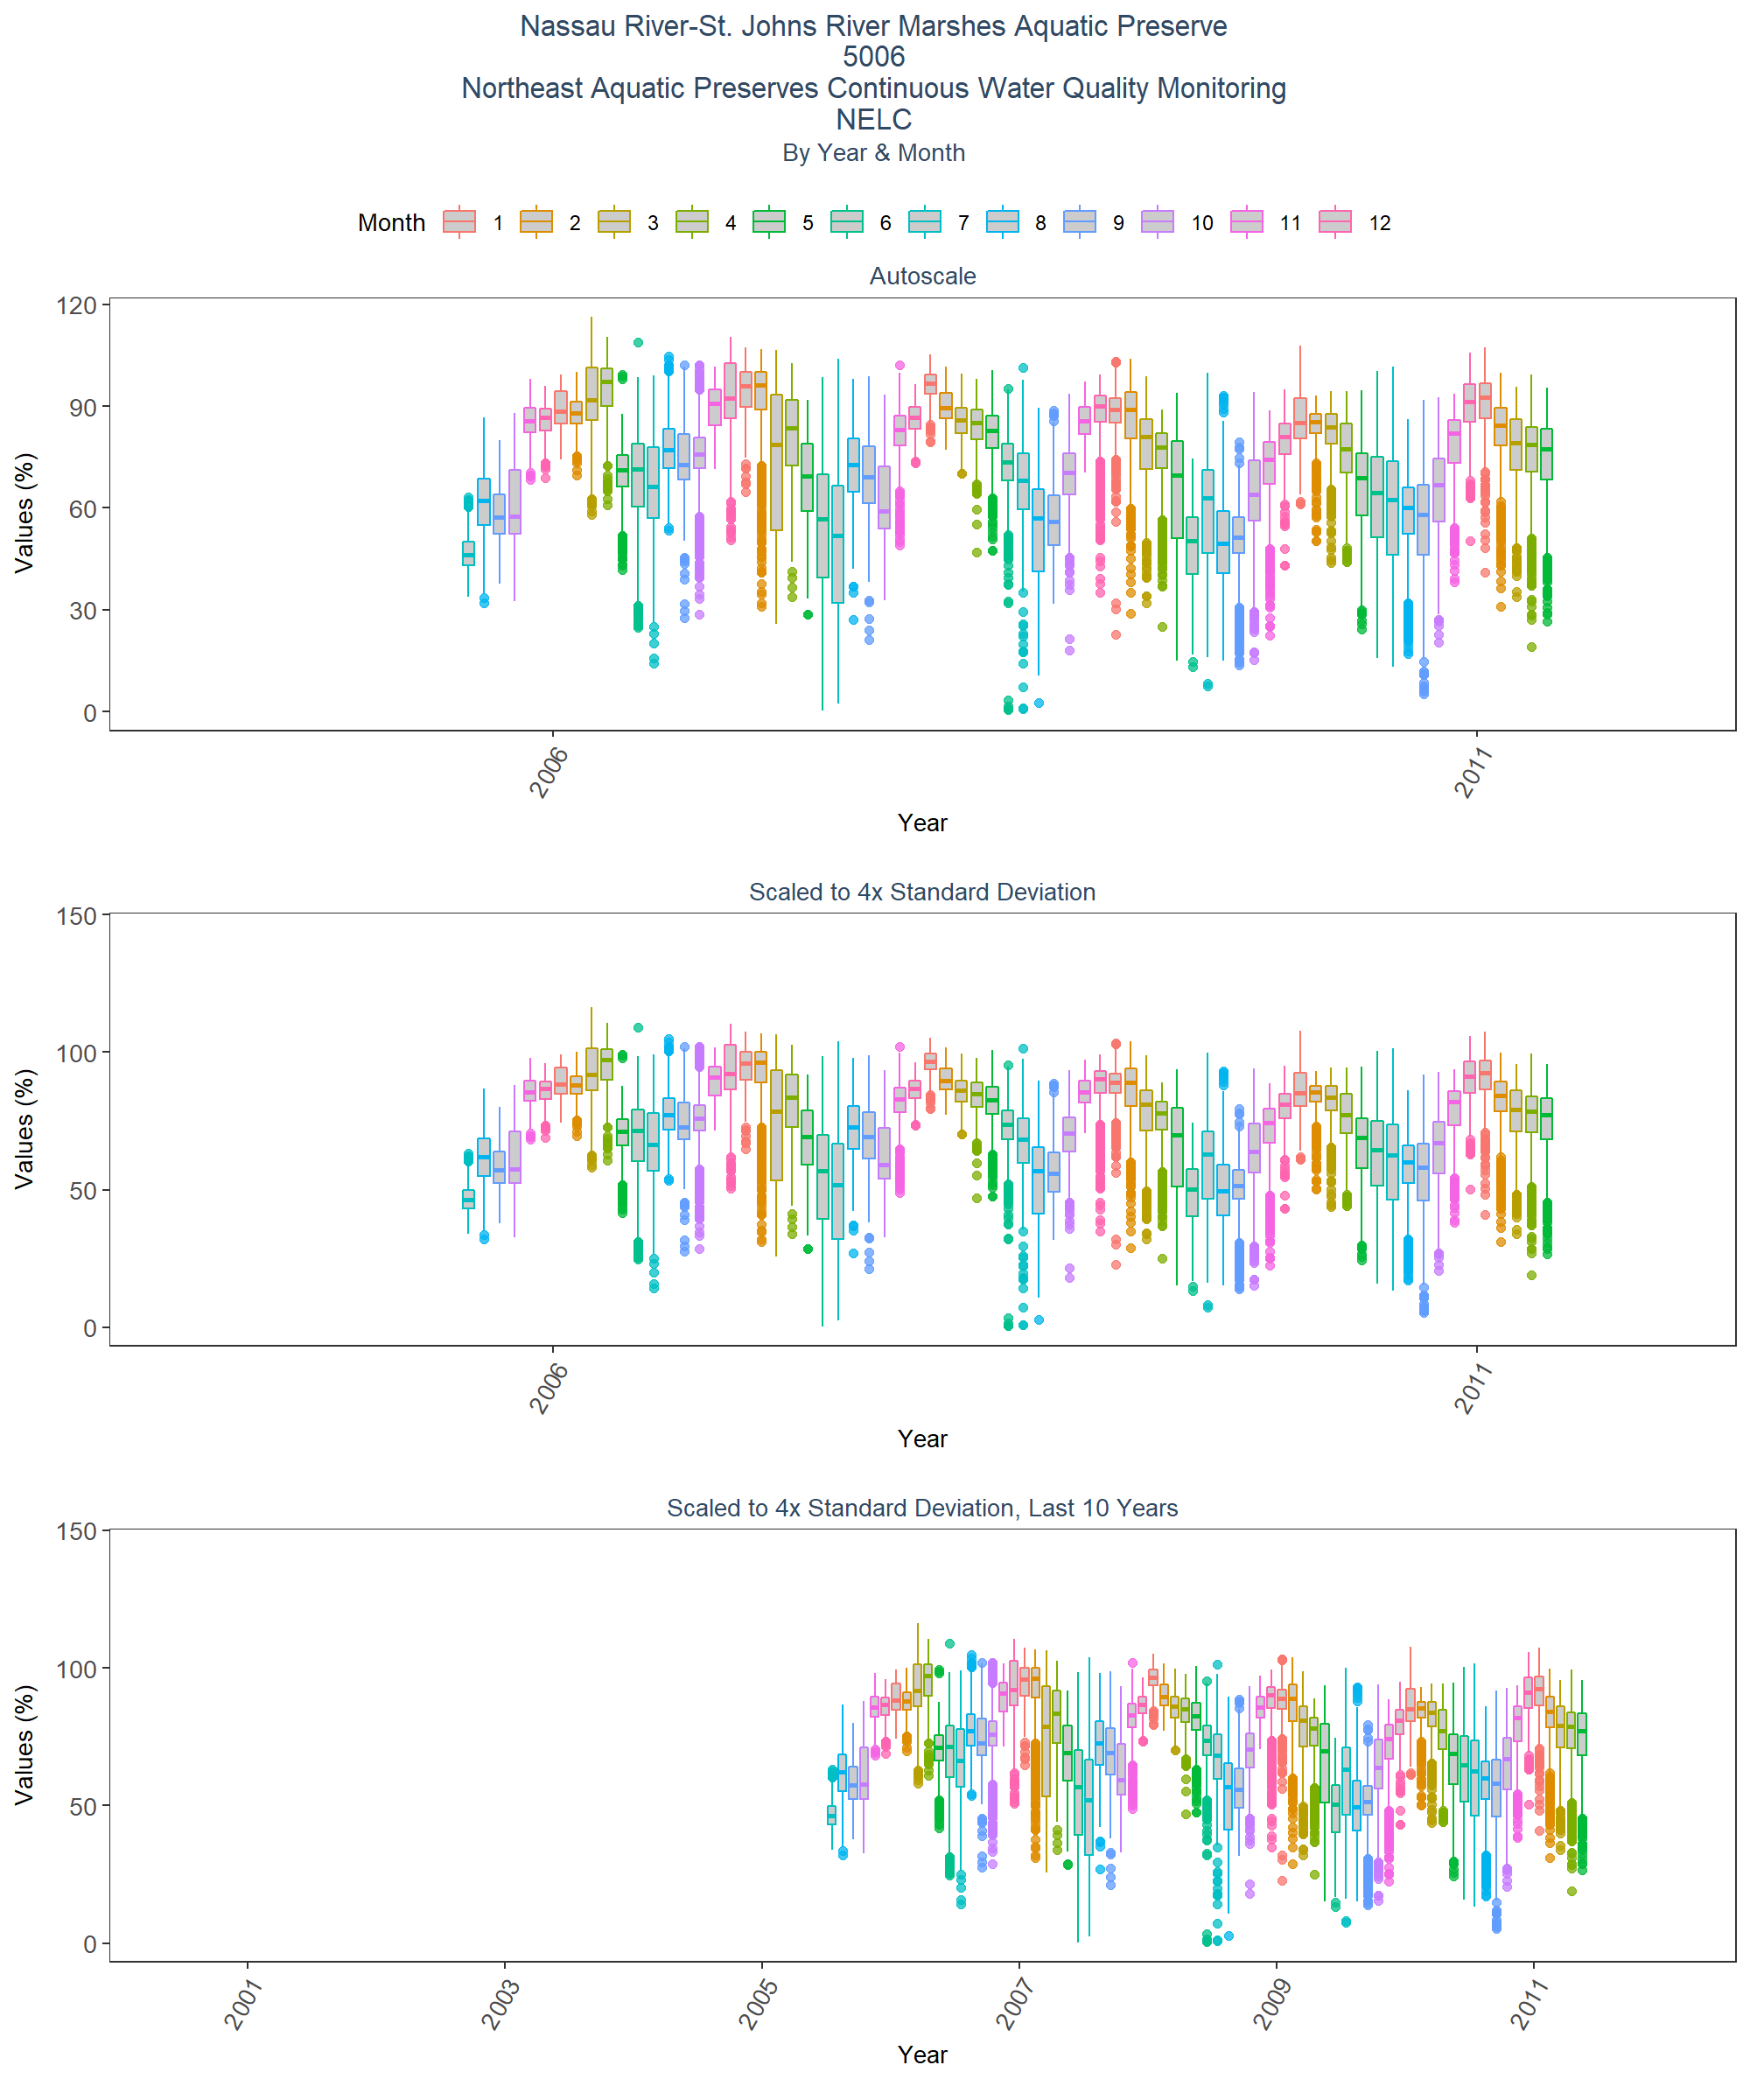 Nassau River-St. Johns River Marshes Aquatic Preserve
5006
Northeast Aquatic Preserves Continuous Water Quality Monitoring
NELC
By Year & Month
Month 1 2 3 4 5 6 7 8 9 10 11 12
Autoscale
120
90
60
30
0
Values (%)
2006 2011
Year
Scaled to 4x Standard Deviation
150
100
50
0
Values (%)
2006 2011
Year
Scaled to 4x Standard Deviation, Last 10 Years
150
100
50
0
Values (%)
2001 2003 2005 2007 2009 2011
Year